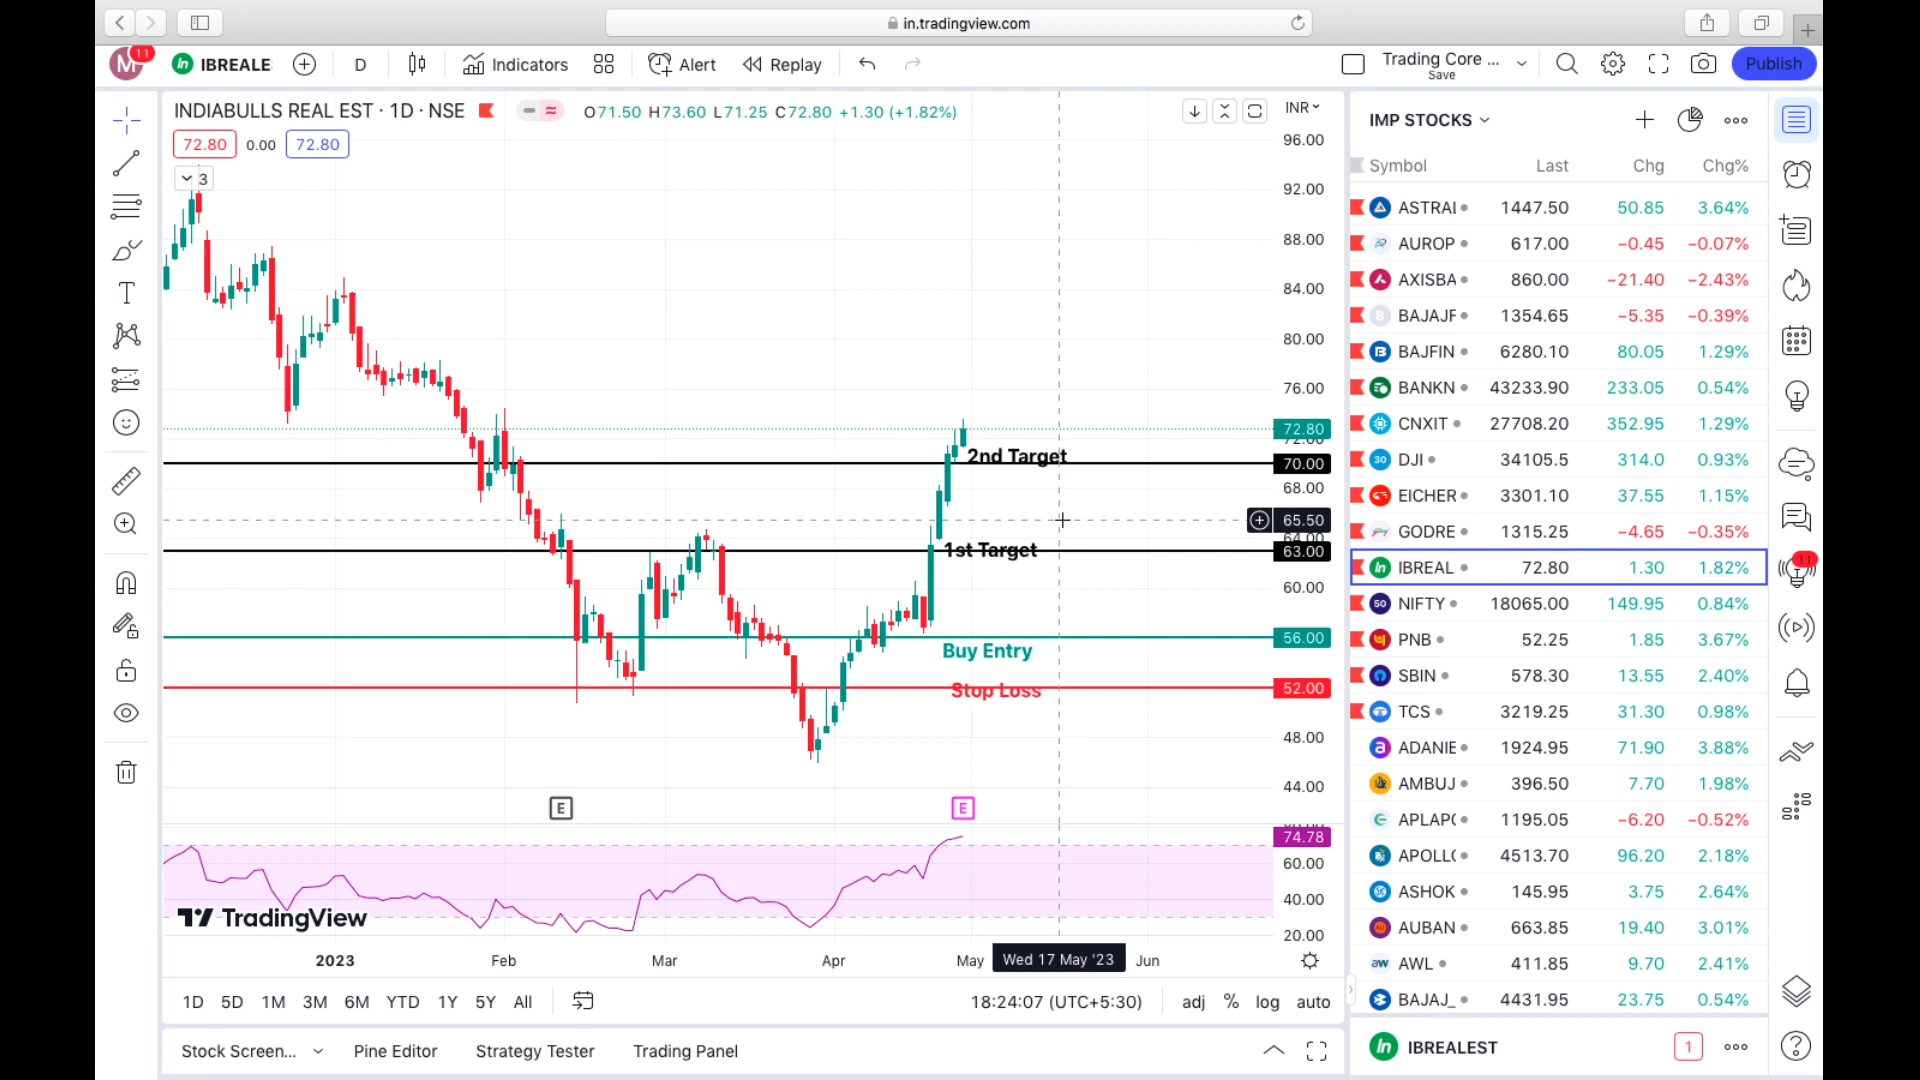 in.tradingview.com
M 11 IBREALE D Indicators Alert Replay Trading Core ... Save Publish
INDIABULLS REAL EST · 1D · NSE O71.50 H73.60 L71.25 C72.80 +1.30 (+1.82%) INR
72.80 0.00 72.80
3
96.00
92.00
88.00
84.00
80.00
76.00
72.80
72.00
2nd Target 70.00
68.00
65.50
64.00
1st Target 63.00
60.00
56.00
Buy Entry
Stop Loss 52.00
48.00
44.00
E E
74.78
60.00
40.00
TradingView
20.00
2023 Feb Mar Apr May Wed 17 May '23 Jun
1D 5D 1M 3M 6M YTD 1Y 5Y All 18:24:07 (UTC+5:30) adj % log auto
Stock Screen... Pine Editor Strategy Tester Trading Panel
IMP STOCKS
Symbol Last Chg Chg%
ASTRAL 1447.50 50.85 3.64%
AUROP 617.00 −0.45 −0.07%
AXISBA 860.00 −21.40 −2.43%
B BAJAJF 1354.65 −5.35 −0.39%
BAJFIN 6280.10 80.05 1.29%
BANKN 43233.90 233.05 0.54%
CNXIT 27708.20 352.95 1.29%
30 DJI 34105.5 314.0 0.93%
EICHER 3301.10 37.55 1.15%
GODRE 1315.25 −4.65 −0.35%
IBREAL 72.80 1.30 1.82%
50 NIFTY 18065.00 149.95 0.84%
PNB 52.25 1.85 3.67%
SBIN 578.30 13.55 2.40%
TCS 3219.25 31.30 0.98%
a ADANIE 1924.95 71.90 3.88%
AMBUJ 396.50 7.70 1.98%
APLAPO 1195.05 −6.20 −0.52%
APOLLO 4513.70 96.20 2.18%
ASHOK 145.95 3.75 2.64%
AUBAN 663.85 19.40 3.01%
aw AWL 411.85 9.70 2.41%
BAJAJ_ 4431.95 23.75 0.54%
IBREALEST 1
11